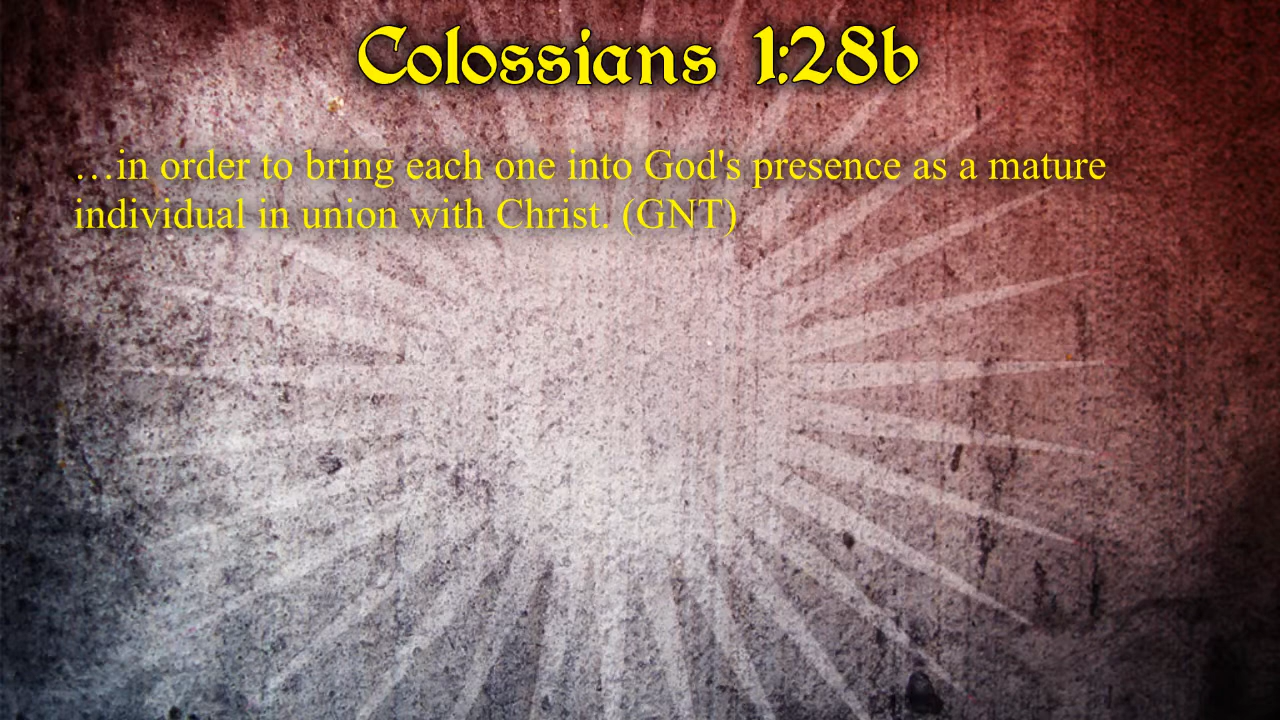 Colossians 1:28b
…in order to bring each one into God's presence as a mature
individual in union with Christ. (GNT)